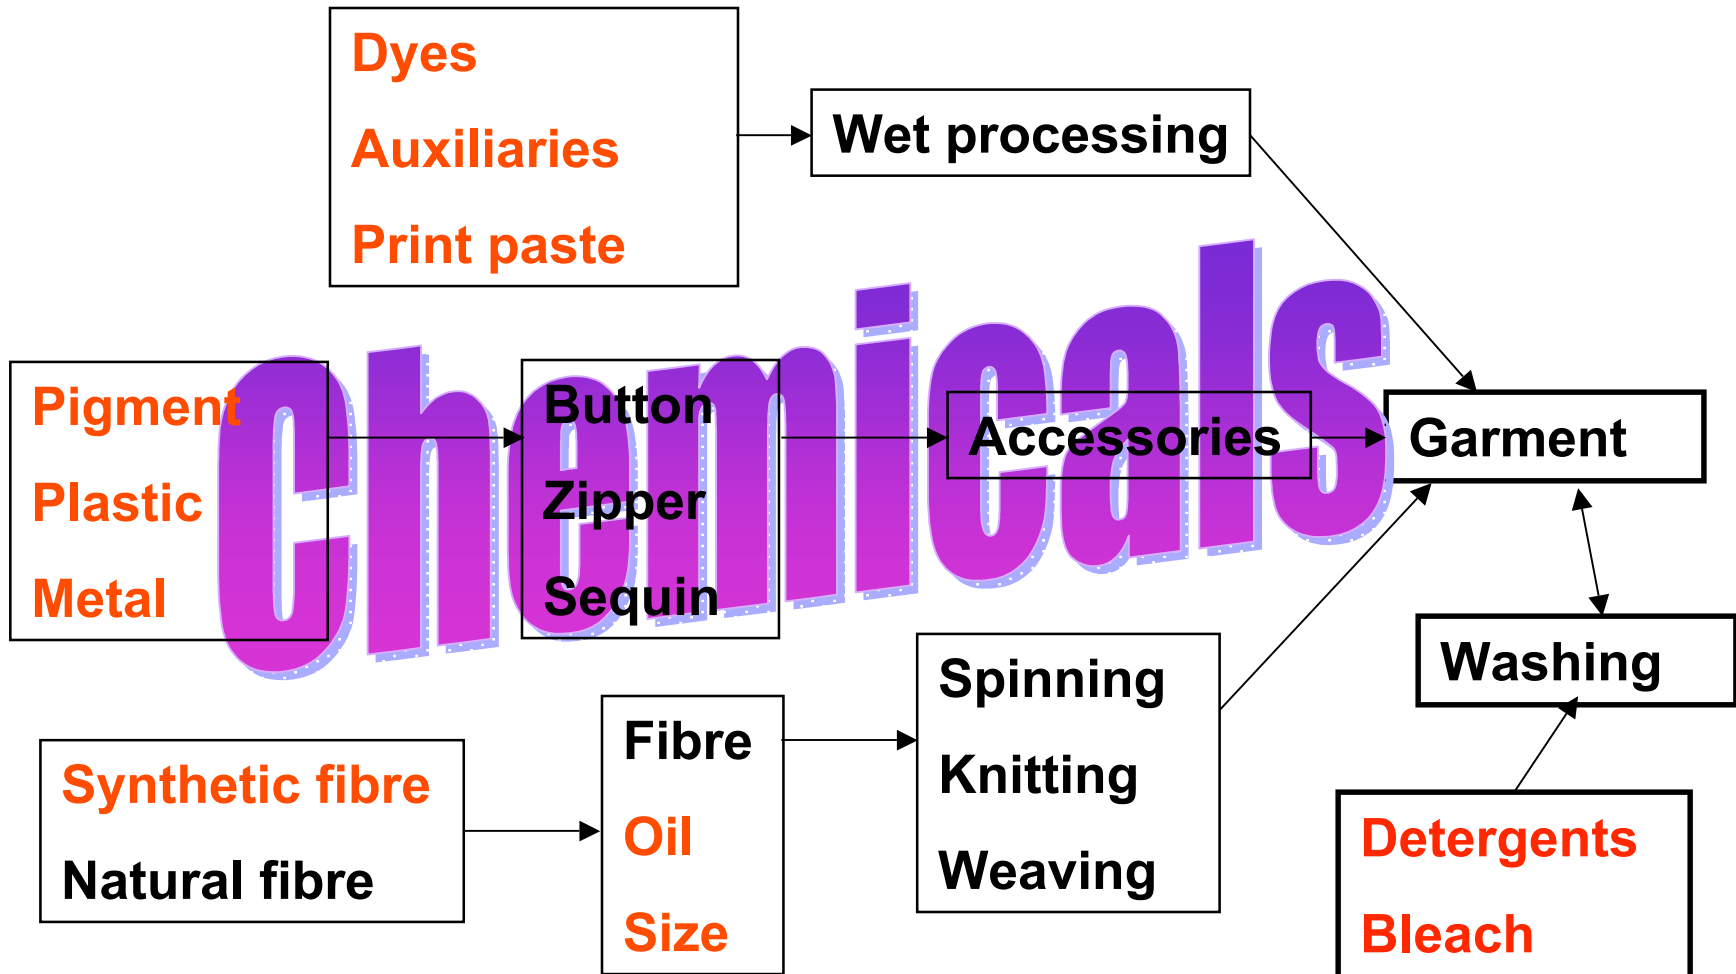 Dyes
Auxiliaries
Print paste
Wet processing
Chemicals
Pigment
Plastic
Metal
Button
Zipper
Sequin
Accessories
Garment
Washing
Synthetic fibre
Natural fibre
Fibre
Oil
Size
Spinning
Knitting
Weaving
Detergents
Bleach